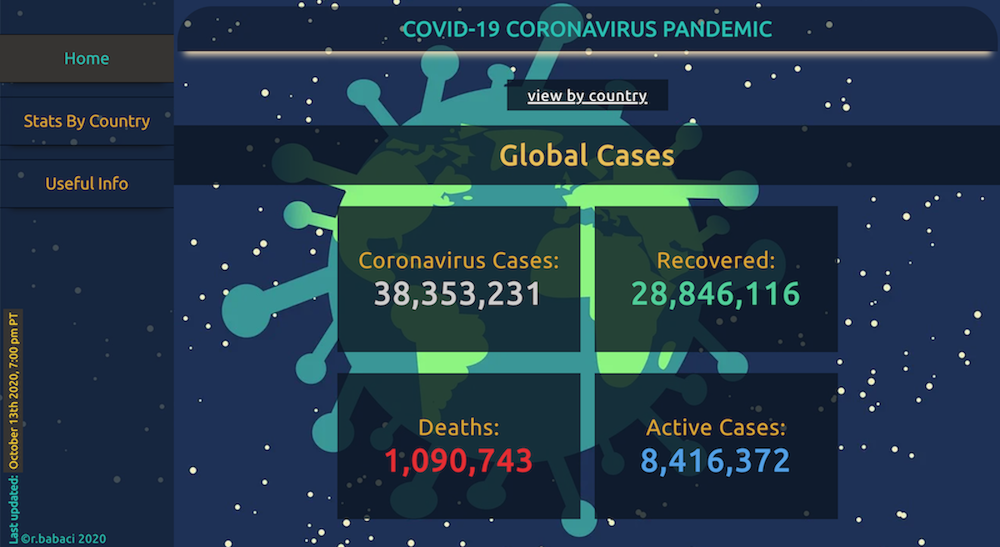 COVID-19 CORONAVIRUS PANDEMIC
Home
Stats By Country
Useful Info
view by country
Global Cases
Coronavirus Cases:
38,353,231
Recovered:
28,846,116
Deaths:
1,090,743
Active Cases:
8,416,372
Last updated: October 13th 2020, 7:00 pm PT
©r.babaci 2020